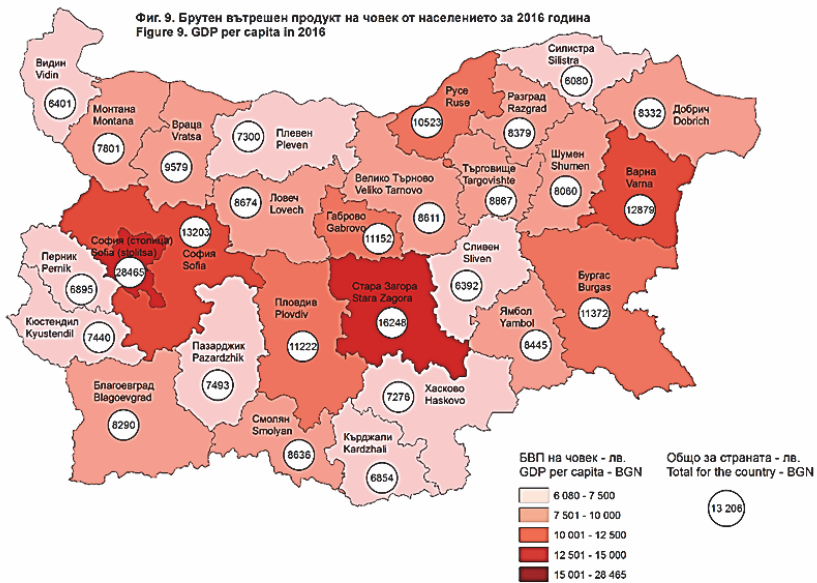 Фиг. 9. Брутен вътрешен продукт на човек от населението за 2016 година
Figure 9. GDP per capita in 2016
Видин
Vidin
6401
Монтана
Montana
7801
Враца
Vratsa
9579
Плевен
Pleven
7300
Русе
Ruse
10523
Силистра
Silistra
6080
Разград
Razgrad
8379
Добрич
Dobrich
8332
Ловеч
Lovech
8674
Велико Търново
Veliko Tarnovo
8611
Търговище
Targovishte
8867
Шумен
Shumen
8060
Варна
Varna
12879
Габрово
Gabrovo
11152
София (столица)
Sofia (stolitsa)
28465
13203
София
Sofia
Перник
Pernik
6895
Кюстендил
Kyustendil
7440
Сливен
Sliven
6392
Стара Загора
Stara Zagora
16248
Бургас
Burgas
11372
Пловдив
Plovdiv
11222
Ямбол
Yambol
8445
Пазарджик
Pazardzhik
7493
Благоевград
Blagoevgrad
8290
Хасково
Haskovo
7276
Смолян
Smolyan
8636
Кърджали
Kardzhali
6854
БВП на човек - лв.
GDP per capita - BGN
6 080 - 7 500
7 501 - 10 000
10 001 - 12 500
12 501 - 15 000
15 001 - 28 465
Общо за страната - лв.
Total for the country - BGN
13 206